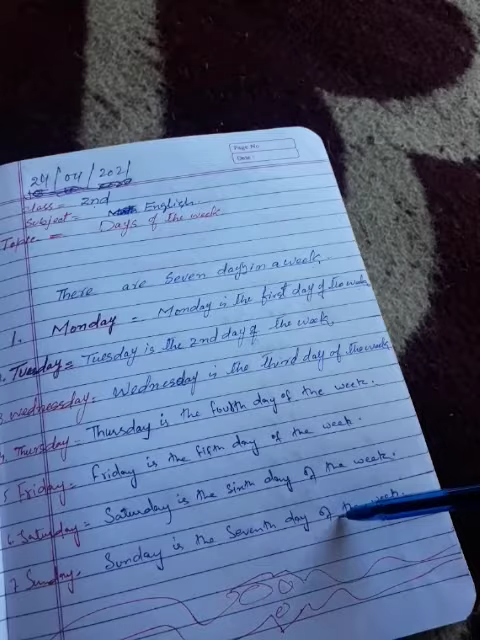 Page No.
Date:
24/04/2021
Class = 2nd
Subject = English
Topic = Days of the week.
There are seven days in a week.
1. Monday = Monday is the first day of the week
2. Tuesday = Tuesday is the 2nd day of the week.
3. Wednesday. Wednesday is the third day of the week
4 Thursday = Thursday is the fourth day of the week.
5 Friday = Friday is the fifth day of the week.
6. Saturday = Saturday is the sixth day of the week.
7. Sunday. Sunday is the seventh day of the week.